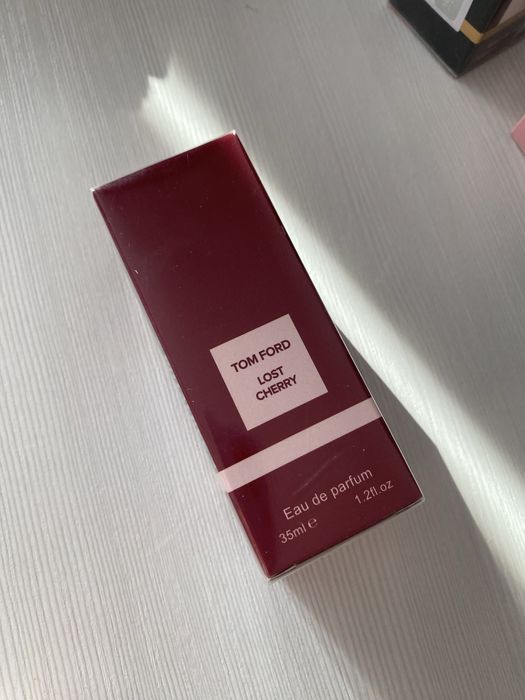 TOM FORD
LOST
CHERRY
Eau de parfum
35ml e 1.2fl.oz